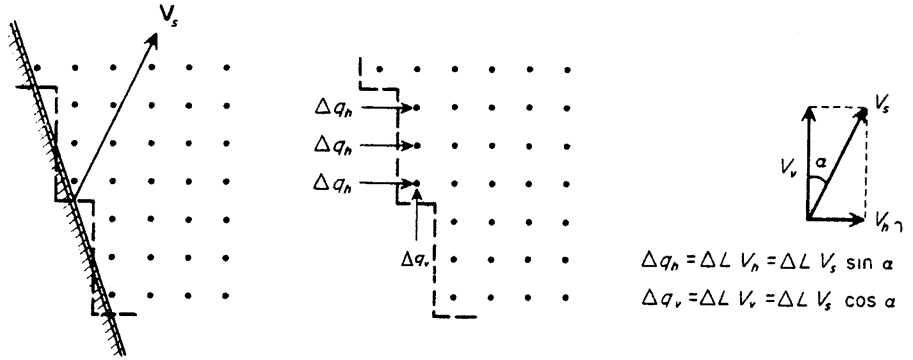 V_s
Δq_h
Δq_h
Δq_h
Δq_v
V_s
V_v
α
V_h
Δq_h = ΔL V_h = ΔL V_s sin α
Δq_v = ΔL V_v = ΔL V_s cos α